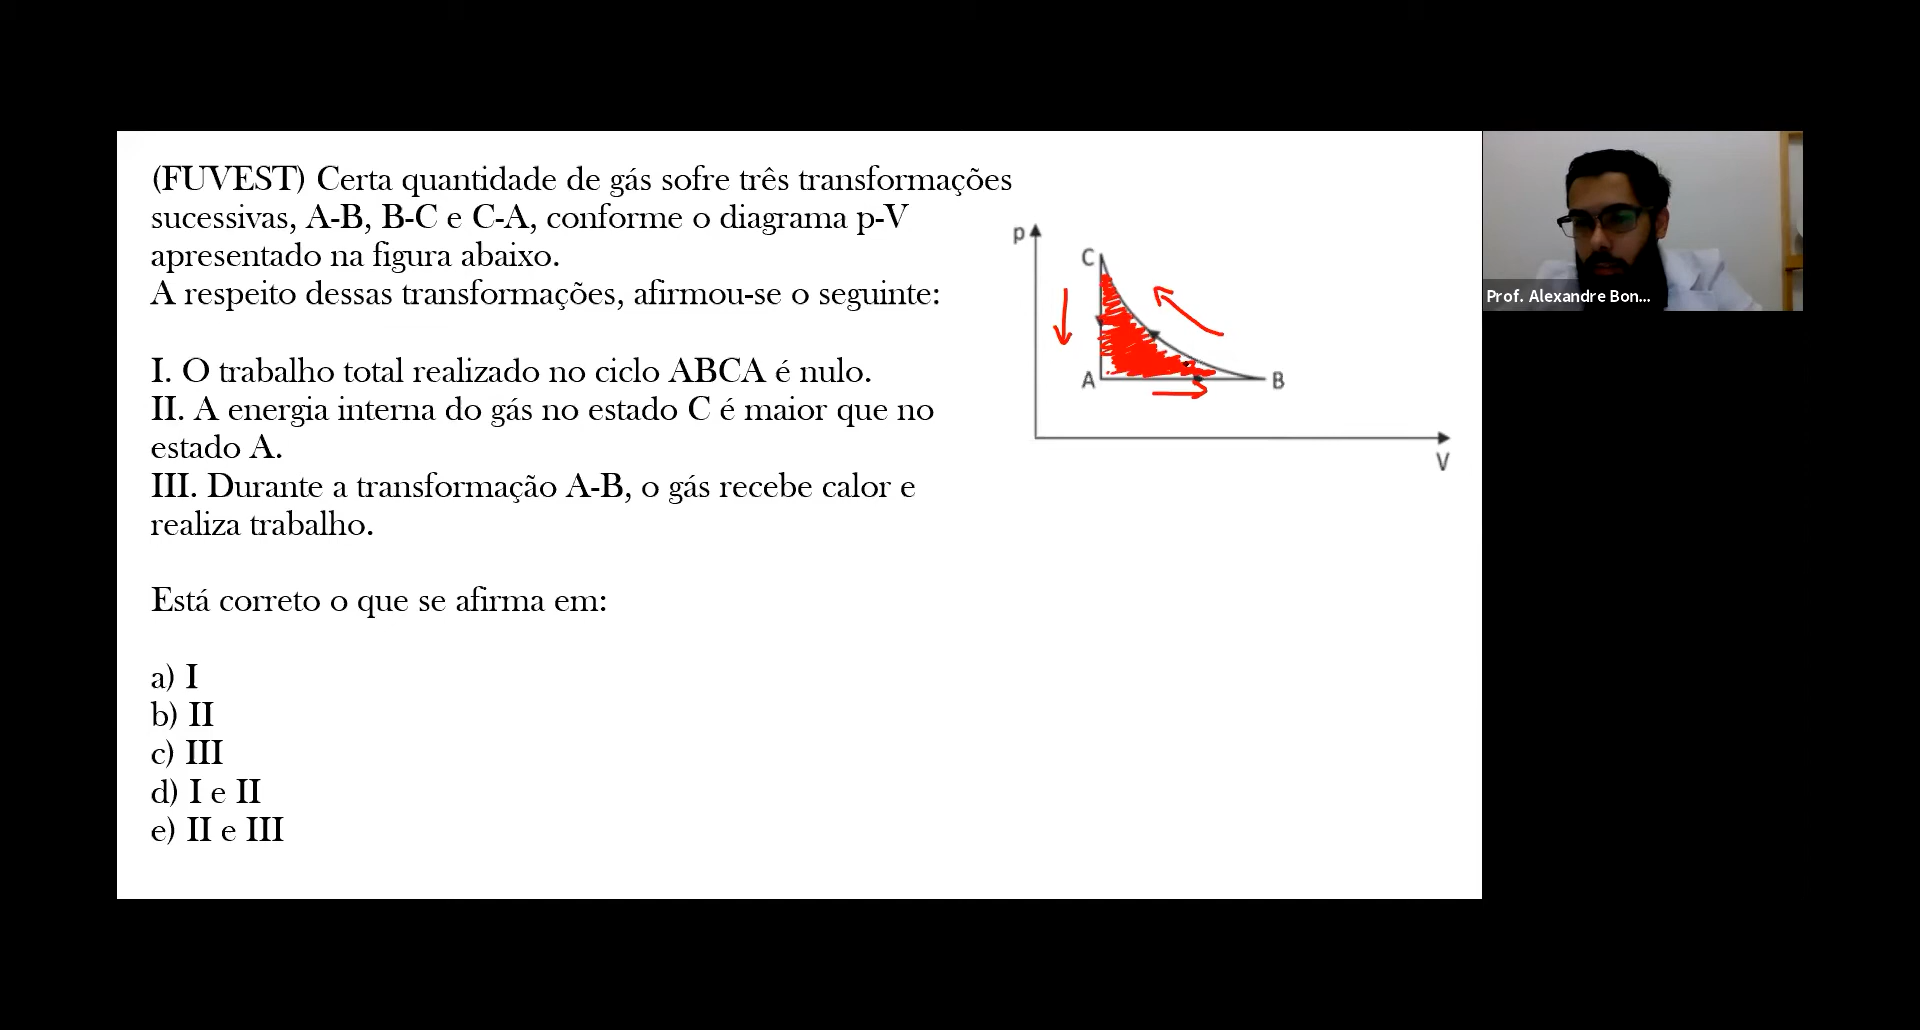 (FUVEST) Certa quantidade de gás sofre três transformações
sucessivas, A-B, B-C e C-A, conforme o diagrama p-V
apresentado na figura abaixo.
A respeito dessas transformações, afirmou-se o seguinte:
I. O trabalho total realizado no ciclo ABCA é nulo.
II. A energia interna do gás no estado C é maior que no
estado A.
III. Durante a transformação A-B, o gás recebe calor e
realiza trabalho.
Está correto o que se afirma em:
a) I
b) II
c) III
d) I e II
e) II e III
p
C
A
B
V
Prof. Alexandre Bon...